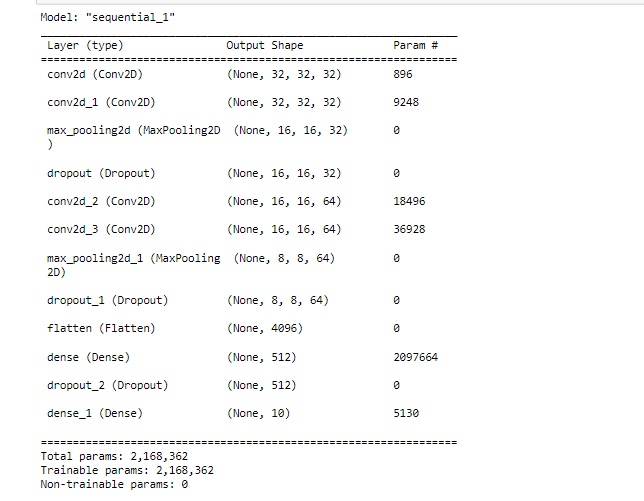 Model: "sequential_1"
Layer (type) Output Shape Param #
conv2d (Conv2D) (None, 32, 32, 32) 896
conv2d_1 (Conv2D) (None, 32, 32, 32) 9248
max_pooling2d (MaxPooling2D (None, 16, 16, 32) 0
)
dropout (Dropout) (None, 16, 16, 32) 0
conv2d_2 (Conv2D) (None, 16, 16, 64) 18496
conv2d_3 (Conv2D) (None, 16, 16, 64) 36928
max_pooling2d_1 (MaxPooling (None, 8, 8, 64) 0
2D)
dropout_1 (Dropout) (None, 8, 8, 64) 0
flatten (Flatten) (None, 4096) 0
dense (Dense) (None, 512) 2097664
dropout_2 (Dropout) (None, 512) 0
dense_1 (Dense) (None, 10) 5130
Total params: 2,168,362
Trainable params: 2,168,362
Non-trainable params: 0